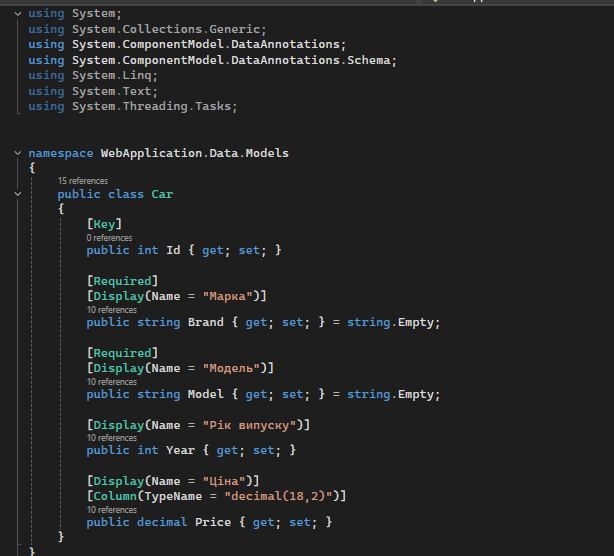 using System;
using System.Collections.Generic;
using System.ComponentModel.DataAnnotations;
using System.ComponentModel.DataAnnotations.Schema;
using System.Linq;
using System.Text;
using System.Threading.Tasks;
namespace WebApplication.Data.Models
{
15 references
public class Car
{
[Key]
0 references
public int Id { get; set; }
[Required]
[Display(Name = "Марка")]
10 references
public string Brand { get; set; } = string.Empty;
[Required]
[Display(Name = "Модель")]
10 references
public string Model { get; set; } = string.Empty;
[Display(Name = "Рік випуску")]
10 references
public int Year { get; set; }
[Display(Name = "Ціна")]
[Column(TypeName = "decimal(18,2)")]
10 references
public decimal Price { get; set; }
}
}